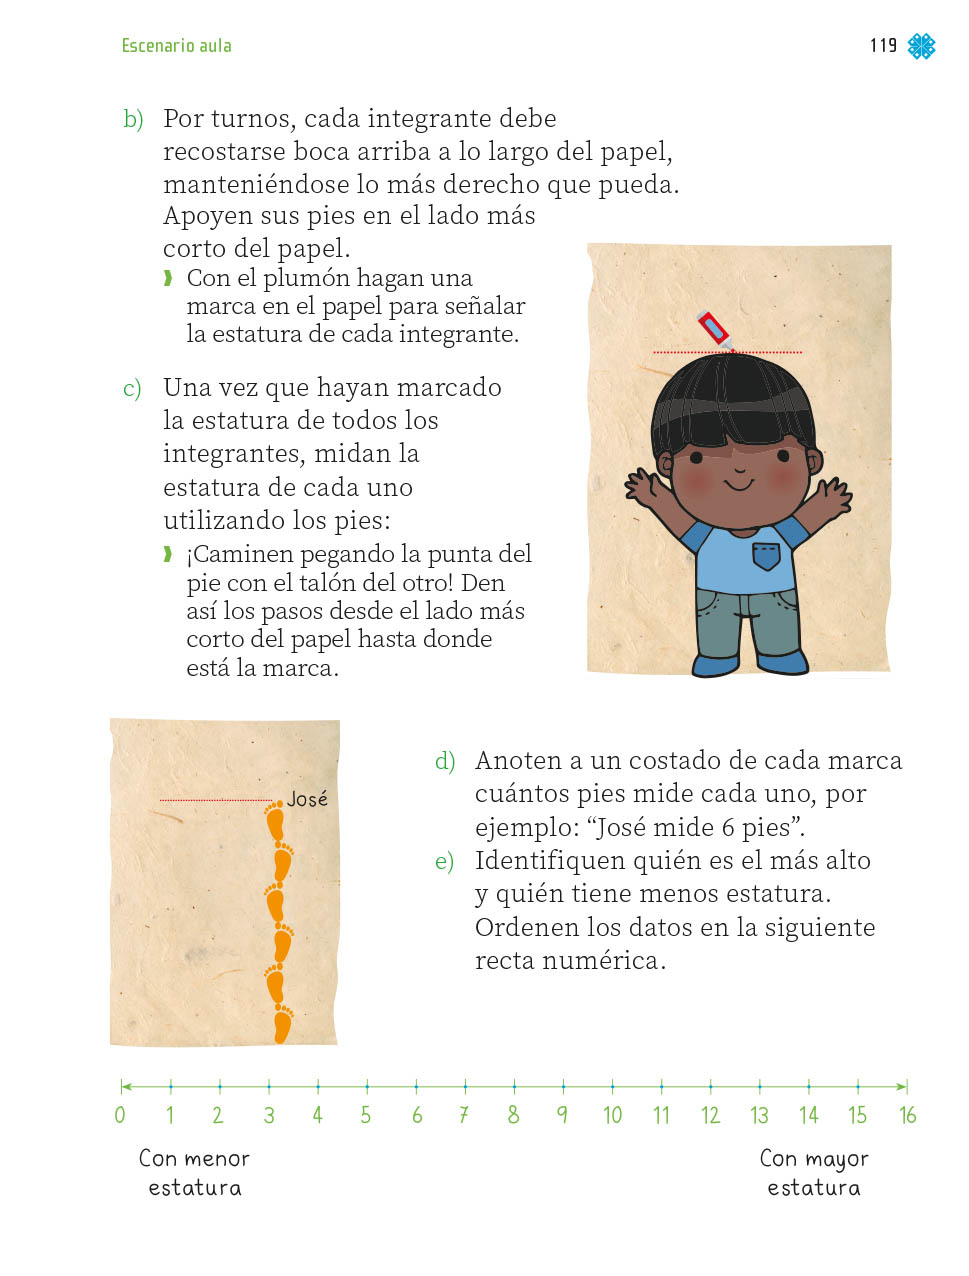 Escenario aula
119
b) Por turnos, cada integrante debe
recostarse boca arriba a lo largo del papel,
manteniéndose lo más derecho que pueda.
Apoyen sus pies en el lado más
corto del papel.
Con el plumón hagan una
marca en el papel para señalar
la estatura de cada integrante.
c) Una vez que hayan marcado
la estatura de todos los
integrantes, midan la
estatura de cada uno
utilizando los pies:
¡Caminen pegando la punta del
pie con el talón del otro! Den
así los pasos desde el lado más
corto del papel hasta donde
está la marca.
José
d) Anoten a un costado de cada marca
cuántos pies mide cada uno, por
ejemplo: “José mide 6 pies”.
e) Identifiquen quién es el más alto
y quién tiene menos estatura.
Ordenen los datos en la siguiente
recta numérica.
0 1 2 3 4 5 6 7 8 9 10 11 12 13 14 15 16
Con menor
estatura
Con mayor
estatura